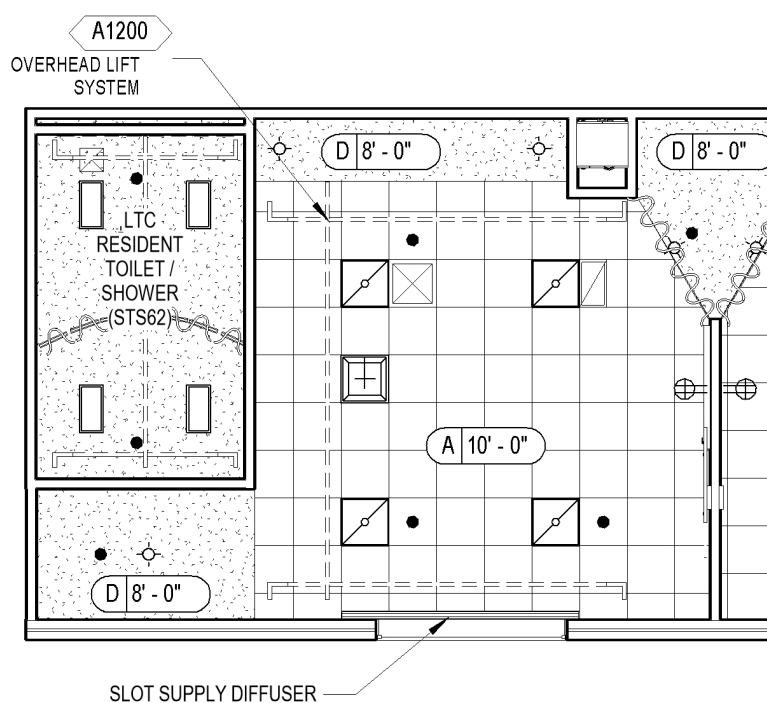 A1200
OVERHEAD LIFT
SYSTEM
D 8' - 0"
D 8' - 0"
LTC
RESIDENT
TOILET /
SHOWER
(STS62)
A 10' - 0"
D 8' - 0"
SLOT SUPPLY DIFFUSER